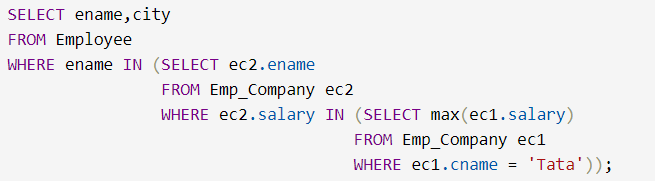 SELECT ename,city
FROM Employee
WHERE ename IN (SELECT ec2.ename
FROM Emp_Company ec2
WHERE ec2.salary IN (SELECT max(ec1.salary)
FROM Emp_Company ec1
WHERE ec1.cname = 'Tata'));